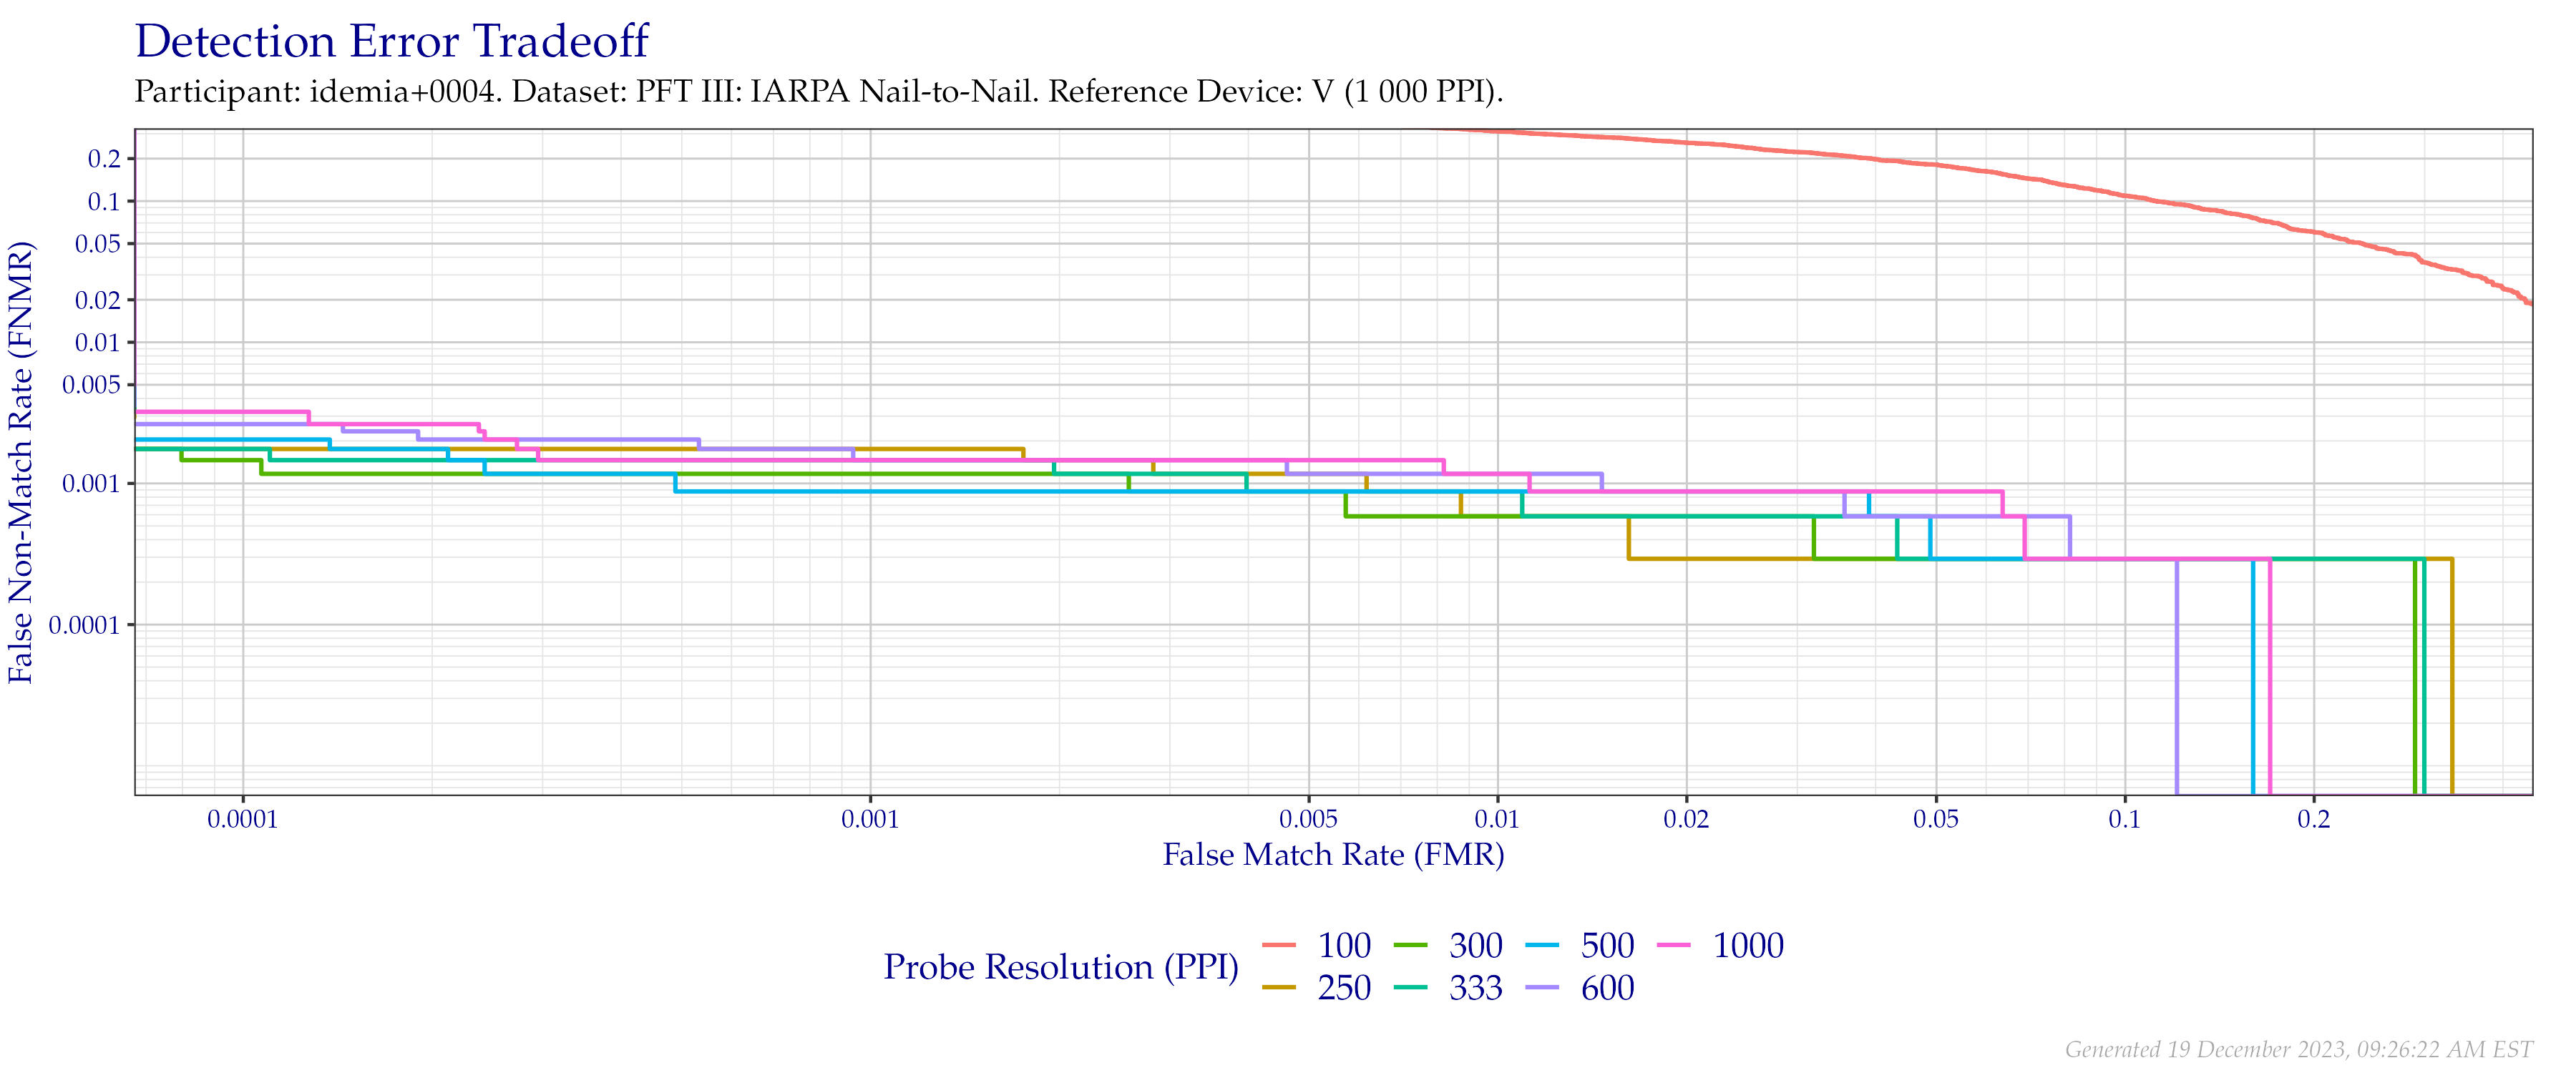 Detection Error Tradeoff
Participant: idemia+0004. Dataset: PFT III: IARPA Nail-to-Nail. Reference Device: V (1 000 PPI).
False Non-Match Rate (FNMR)
0.2
0.1
0.05
0.02
0.01
0.005
0.001
0.0001
0.0001 0.001 0.005 0.01 0.02 0.05 0.1 0.2
False Match Rate (FMR)
Probe Resolution (PPI)
100 300 500 1000
250 333 600
Generated 19 December 2023, 09:26:22 AM EST